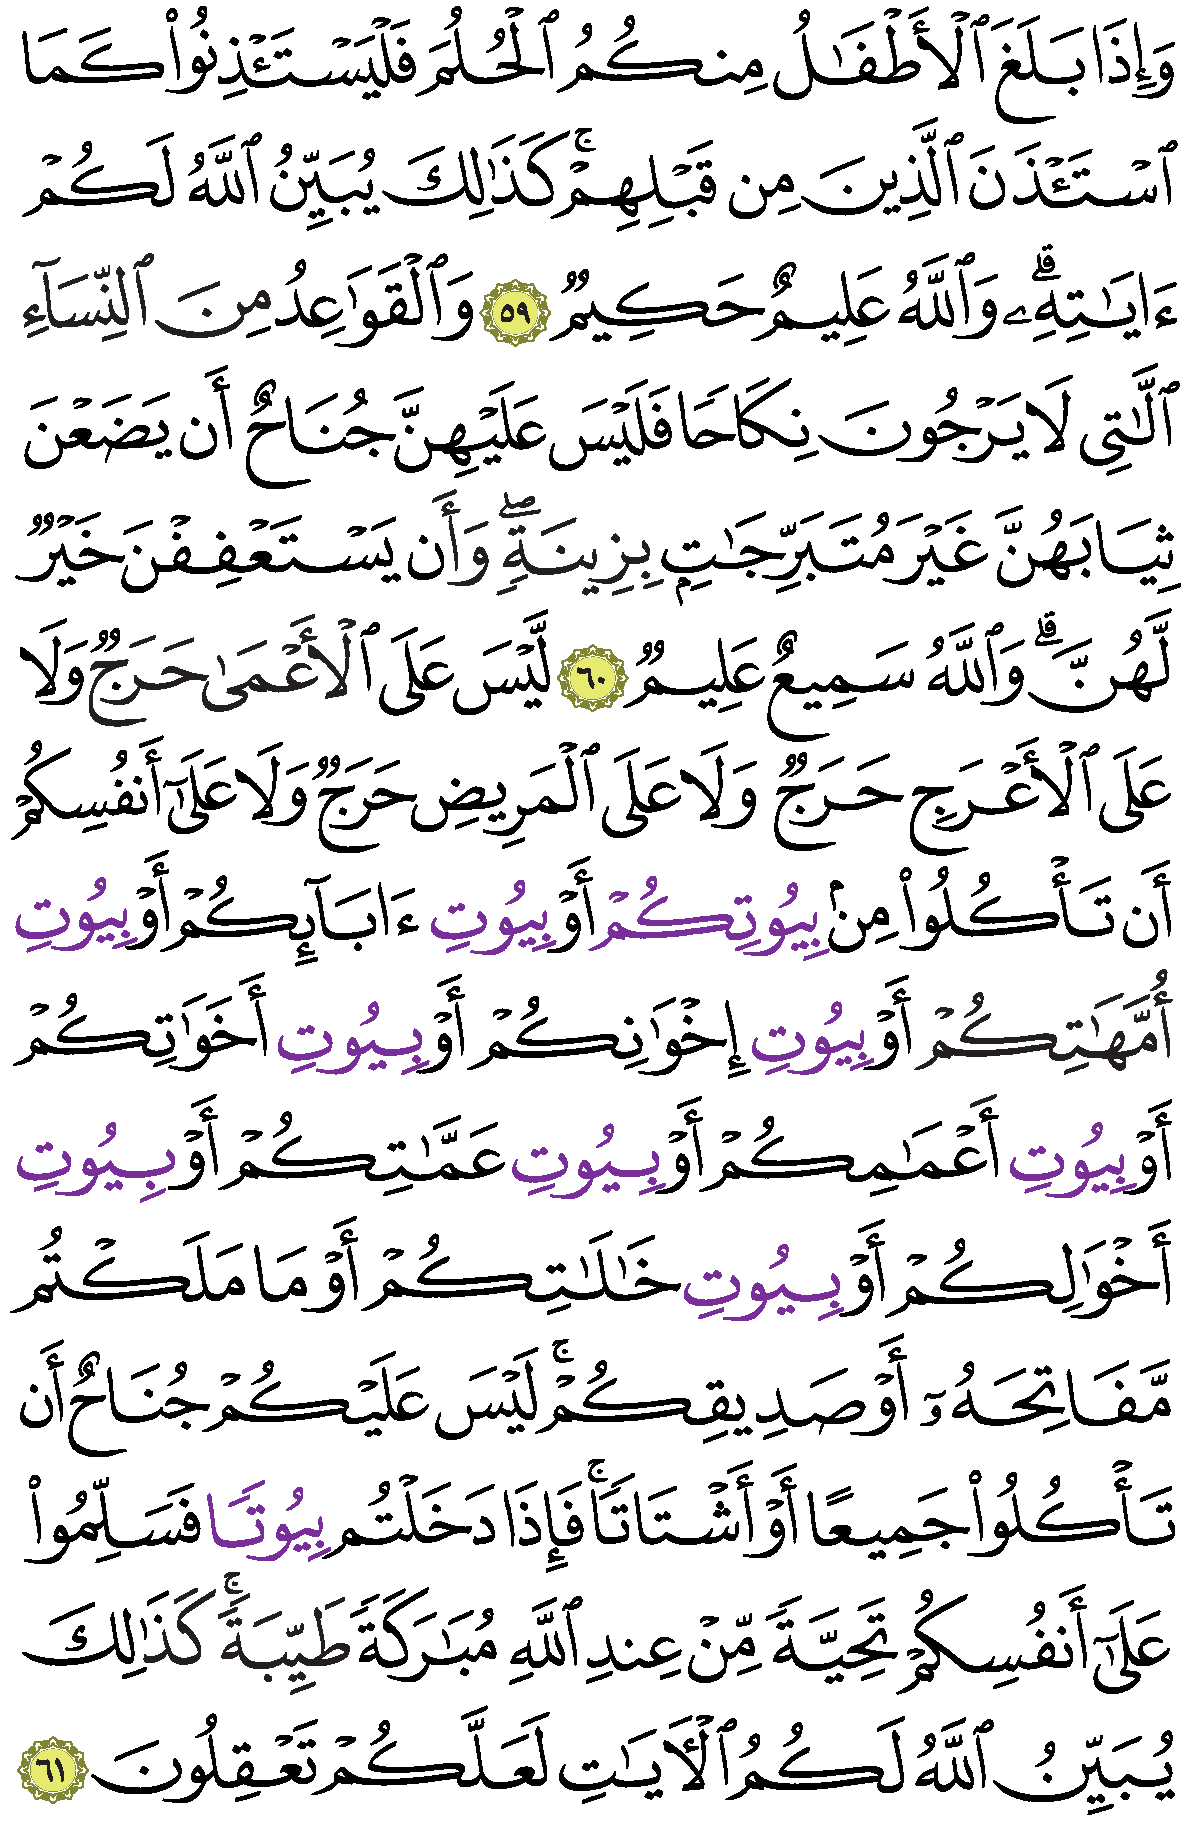 وَإِذَا بَلَغَ ٱلْأَطْفَـٰلُ مِنكُمُ ٱلْحُلُمَ فَلْيَسْتَـْٔذِنُوا۟ كَمَا
ٱسْتَـْٔذَنَ ٱلَّذِينَ مِن قَبْلِهِمْ ۚ كَذَٰلِكَ يُبَيِّنُ ٱللَّهُ لَكُمْ
ءَايَـٰتِهِۦ ۗ وَٱللَّهُ عَلِيمٌ حَكِيمٌ ٥٩ وَٱلْقَوَٰعِدُ مِنَ ٱلنِّسَآءِ
ٱلَّـٰتِى لَا يَرْجُونَ نِكَاحًا فَلَيْسَ عَلَيْهِنَّ جُنَاحٌ أَن يَضَعْنَ
ثِيَابَهُنَّ غَيْرَ مُتَبَرِّجَـٰتٍۭ بِزِينَةٍ ۖ وَأَن يَسْتَعْفِفْنَ خَيْرٌ
لَّهُنَّ ۗ وَٱللَّهُ سَمِيعٌ عَلِيمٌ ٦٠ لَّيْسَ عَلَى ٱلْأَعْمَىٰ حَرَجٌ وَلَا
عَلَى ٱلْأَعْرَجِ حَرَجٌ وَلَا عَلَى ٱلْمَرِيضِ حَرَجٌ وَلَا عَلَىٰٓ أَنفُسِكُمْ
أَن تَأْكُلُوا۟ مِنۢ بِيُوتِكُمْ أَوْ بِيُوتِ ءَابَآئِكُمْ أَوْ بِيُوتِ
أُمَّهَـٰتِكُمْ أَوْ بِيُوتِ إِخْوَٰنِكُمْ أَوْ بِيُوتِ أَخَوَٰتِكُمْ
أَوْ بِيُوتِ أَعْمَـٰمِكُمْ أَوْ بِيُوتِ عَمَّـٰتِكُمْ أَوْ بِيُوتِ
أَخْوَٰلِكُمْ أَوْ بِيُوتِ خَـٰلَـٰتِكُمْ أَوْ مَا مَلَكْتُم
مَّفَاتِحَهُۥٓ أَوْ صَدِيقِكُمْ ۚ لَيْسَ عَلَيْكُمْ جُنَاحٌ أَن
تَأْكُلُوا۟ جَمِيعًا أَوْ أَشْتَاتًا ۚ فَإِذَا دَخَلْتُم بِيُوتًا فَسَلِّمُوا۟
عَلَىٰٓ أَنفُسِكُمْ تَحِيَّةً مِّنْ عِندِ ٱللَّهِ مُبَـٰرَكَةً طَيِّبَةً ۚ كَذَٰلِكَ
يُبَيِّنُ ٱللَّهُ لَكُمُ ٱلْـَٔايَـٰتِ لَعَلَّكُمْ تَعْقِلُونَ ٦١